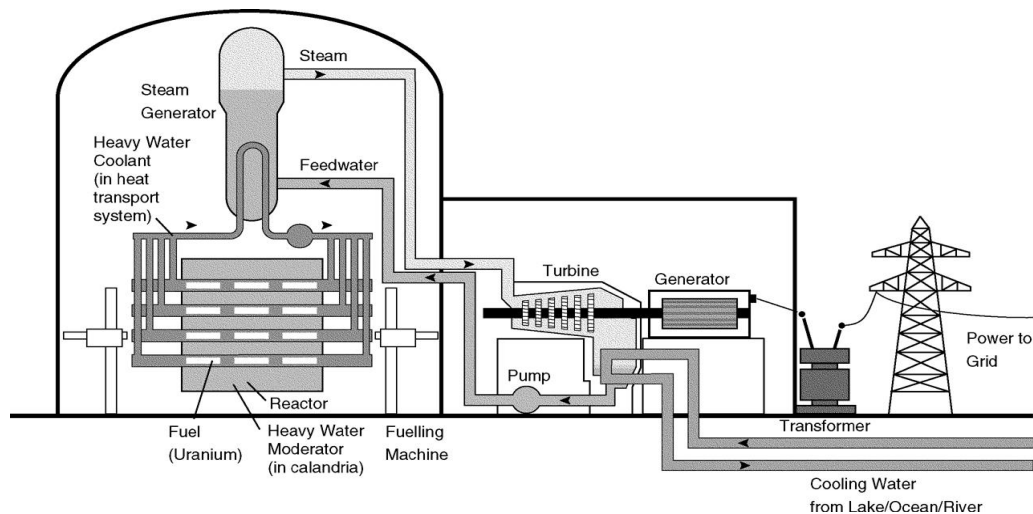 Steam
Steam
Generator
Heavy Water
Coolant
(in heat
transport
system)
Feedwater
Turbine
Generator
Power to
Grid
Pump
Reactor
Fuel
(Uranium)
Heavy Water
Moderator
(in calandria)
Fuelling
Machine
Transformer
Cooling Water
from Lake/Ocean/River